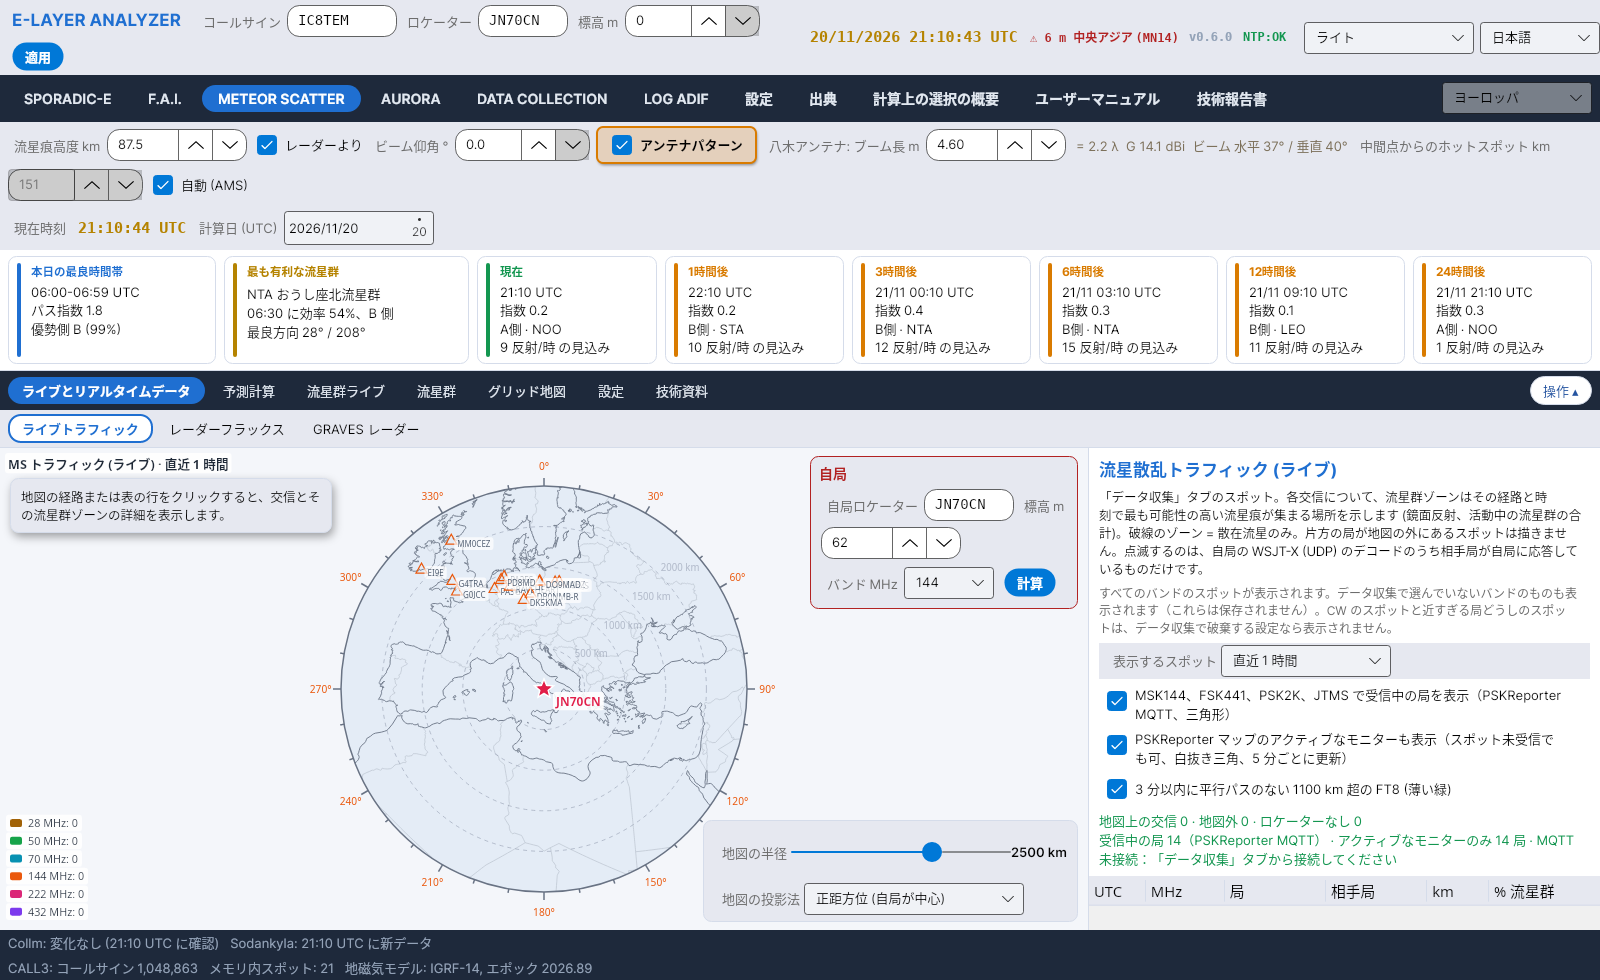 E-LAYER ANALYZER コールサイン IC8TEM ロケーター JN70CN 標高 m 0
適用
20/11/2026 21:10:43 UTC ⚠ 6 m 中央アジア (MN14) v0.6.0 NTP:OK ライト 日本語
SPORADIC-E F.A.I. METEOR SCATTER AURORA DATA COLLECTION LOG ADIF 設定 出典 計算上の選択の概要 ユーザーマニュアル 技術報告書 ヨーロッパ
流星痕高度 km 87.5 レーダーより ビーム仰角 ° 0.0 アンテナパターン 八木アンテナ: ブーム長 m 4.60 = 2.2 λ G 14.1 dBi ビーム 水平 37° / 垂直 40° 中間点からのホットスポット km
151 自動 (AMS)
現在時刻 21:10:44 UTC 計算日 (UTC) 2026/11/20 20
本日の最良時間帯
06:00-06:59 UTC
パス指数 1.8
優勢側 B (99%)
最も有利な流星群
NTA おうし座北流星群
06:30 に効率 54%、B 側
最良方向 28° / 208°
現在
21:10 UTC
指数 0.2
A側 · NOO
9 反射/時 の見込み
1時間後
22:10 UTC
指数 0.2
B側 · STA
10 反射/時 の見込み
3時間後
21/11 00:10 UTC
指数 0.4
B側 · NTA
12 反射/時 の見込み
6時間後
21/11 03:10 UTC
指数 0.3
B側 · NTA
15 反射/時 の見込み
12時間後
21/11 09:10 UTC
指数 0.1
B側 · LEO
11 反射/時 の見込み
24時間後
21/11 21:10 UTC
指数 0.3
A側 · NOO
1 反射/時 の見込み
ライブとリアルタイムデータ 予測計算 流星群ライブ 流星群 グリッド地図 設定 技術資料 操作 ▴
ライブトラフィック レーダーフラックス GRAVES レーダー
MS トラフィック (ライブ) · 直近 1 時間
地図の経路または表の行をクリックすると、交信とそ
の流星群ゾーンの詳細を表示します。
0°
330° 30°
300° 60°
270° 90°
240° 120°
210° 150°
180°
2000 km
1500 km
1000 km
500 km
MM0CEZ
EI9E
G4TRA
G0JCC
PD8MD
DO9MAD
DK5KMA
JN70CN
自局
自局ロケーター JN70CN 標高 m
62
バンド MHz 144 計算
28 MHz: 0
50 MHz: 0
70 MHz: 0
144 MHz: 0
222 MHz: 0
432 MHz: 0
地図の半径 2500 km
地図の投影法 正距方位 (自局が中心)
流星散乱トラフィック (ライブ)
「データ収集」タブのスポット。各交信について、流星群ゾーンはその経路と時
刻で最も可能性の高い流星痕が集まる場所を示します (鏡面反射、活動中の流星群の合
計)。破線のゾーン = 散在流星のみ。片方の局が地図の外にあるスポットは描きませ
ん。点滅するのは、自局の WSJT-X (UDP) のデコードのうち相手局が自局に応答して
いるものだけです。
すべてのバンドのスポットが表示されます。データ収集で選んでいないバンドのものも表
示されます（これらは保存されません）。CW のスポットと近すぎる局どうしのスポッ
トは、データ収集で破棄する設定なら表示されません。
表示するスポット 直近 1 時間
MSK144、FSK441、PSK2K、JTMS で受信中の局を表示（PSKReporter
MQTT、三角形）
PSKReporter マップのアクティブなモニターも表示（スポット未受信で
も可、白抜き三角、5 分ごとに更新）
3 分以内に平行パスのない 1100 km 超の FT8 (薄い緑)
地図上の交信 0 · 地図外 0 · ロケーターなし 0
受信中の局 14（PSKReporter MQTT） · アクティブなモニターのみ 14 局 · MQTT
未接続：「データ収集」タブから接続してください
UTC MHz 局 相手局 km % 流星群
Collm: 変化なし (21:10 UTC に確認) Sodankyla: 21:10 UTC に新データ
CALL3: コールサイン 1,048,863 メモリ内スポット: 21 地磁気モデル: IGRF-14, エポック 2026.89